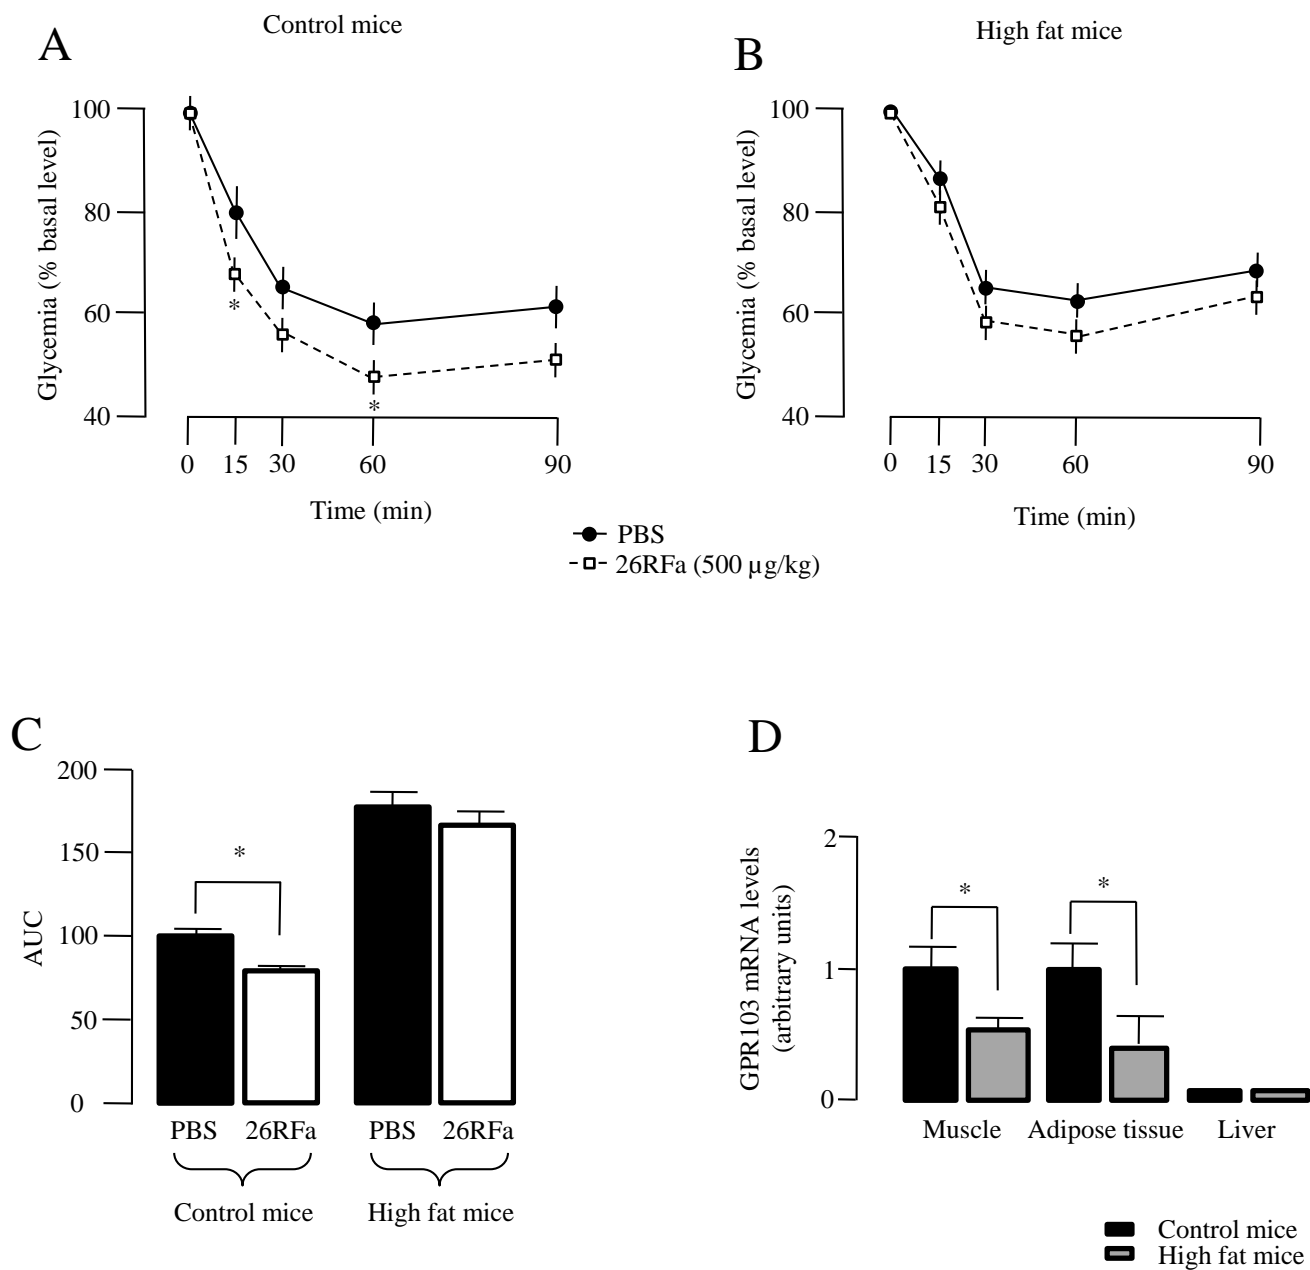 A
Control mice
Glycemia (% basal level)
100
80
60
40
*
*
0 15 30 60 90
Time (min)
B
High fat mice
Glycemia (% basal level)
100
80
60
40
0 15 30 60 90
Time (min)
PBS
26RFa (500 µg/kg)
C
AUC
200
150
100
50
0
*
PBS 26RFa PBS 26RFa
Control mice High fat mice
D
GPR103 mRNA levels
(arbitrary units)
2
1
0
* *
Muscle Adipose tissue Liver
Control mice
High fat mice